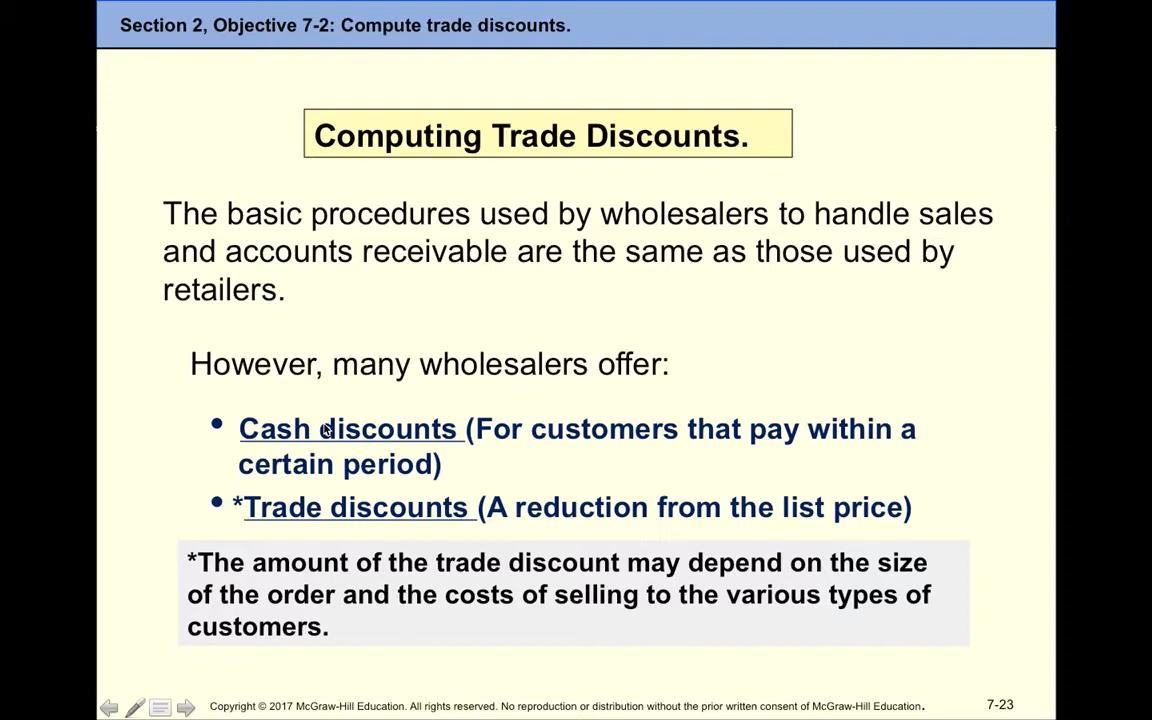 Section 2, Objective 7-2: Compute trade discounts.
Computing Trade Discounts.
The basic procedures used by wholesalers to handle sales
and accounts receivable are the same as those used by
retailers.
However, many wholesalers offer:
• Cash discounts (For customers that pay within a
certain period)
• *Trade discounts (A reduction from the list price)
*The amount of the trade discount may depend on the size
of the order and the costs of selling to the various types of
customers.
Copyright © 2017 McGraw-Hill Education. All rights reserved. No reproduction or distribution without the prior written consent of McGraw-Hill Education.
7-23